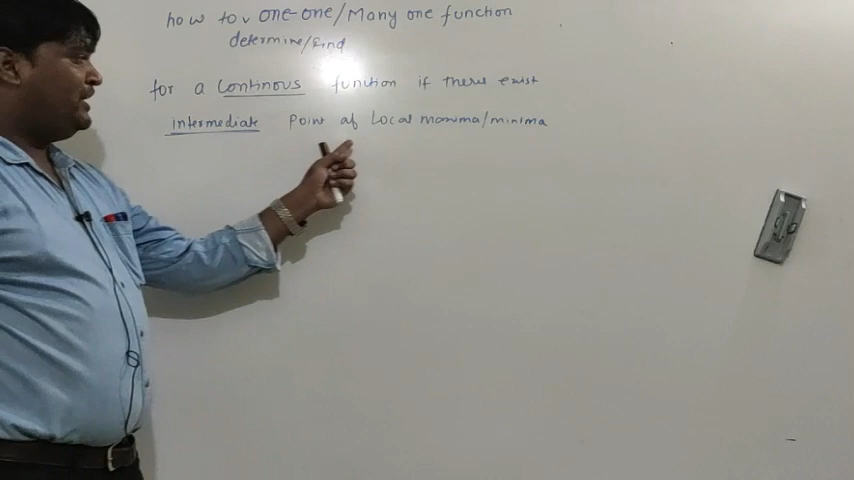 how to one-one/Many one function
determine/find
for a Continous function if there exist
intermediate Point of Local maxima/minima